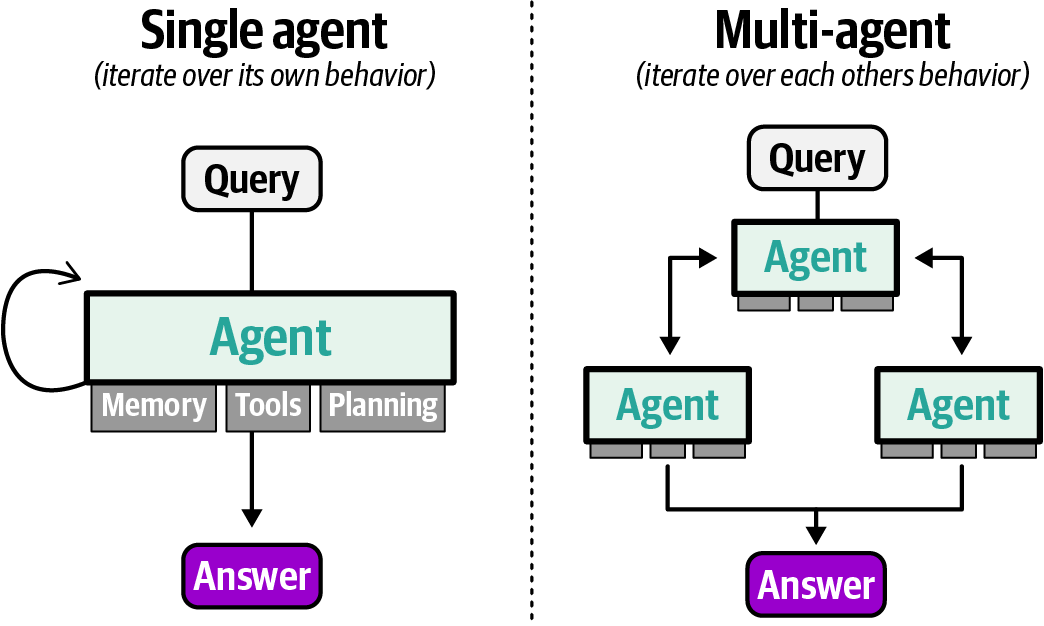 Single agent
(iterate over its own behavior)
Query
Agent
Memory
Tools
Planning
Answer
Multi-agent
(iterate over each others behavior)
Query
Agent
Agent
Agent
Answer